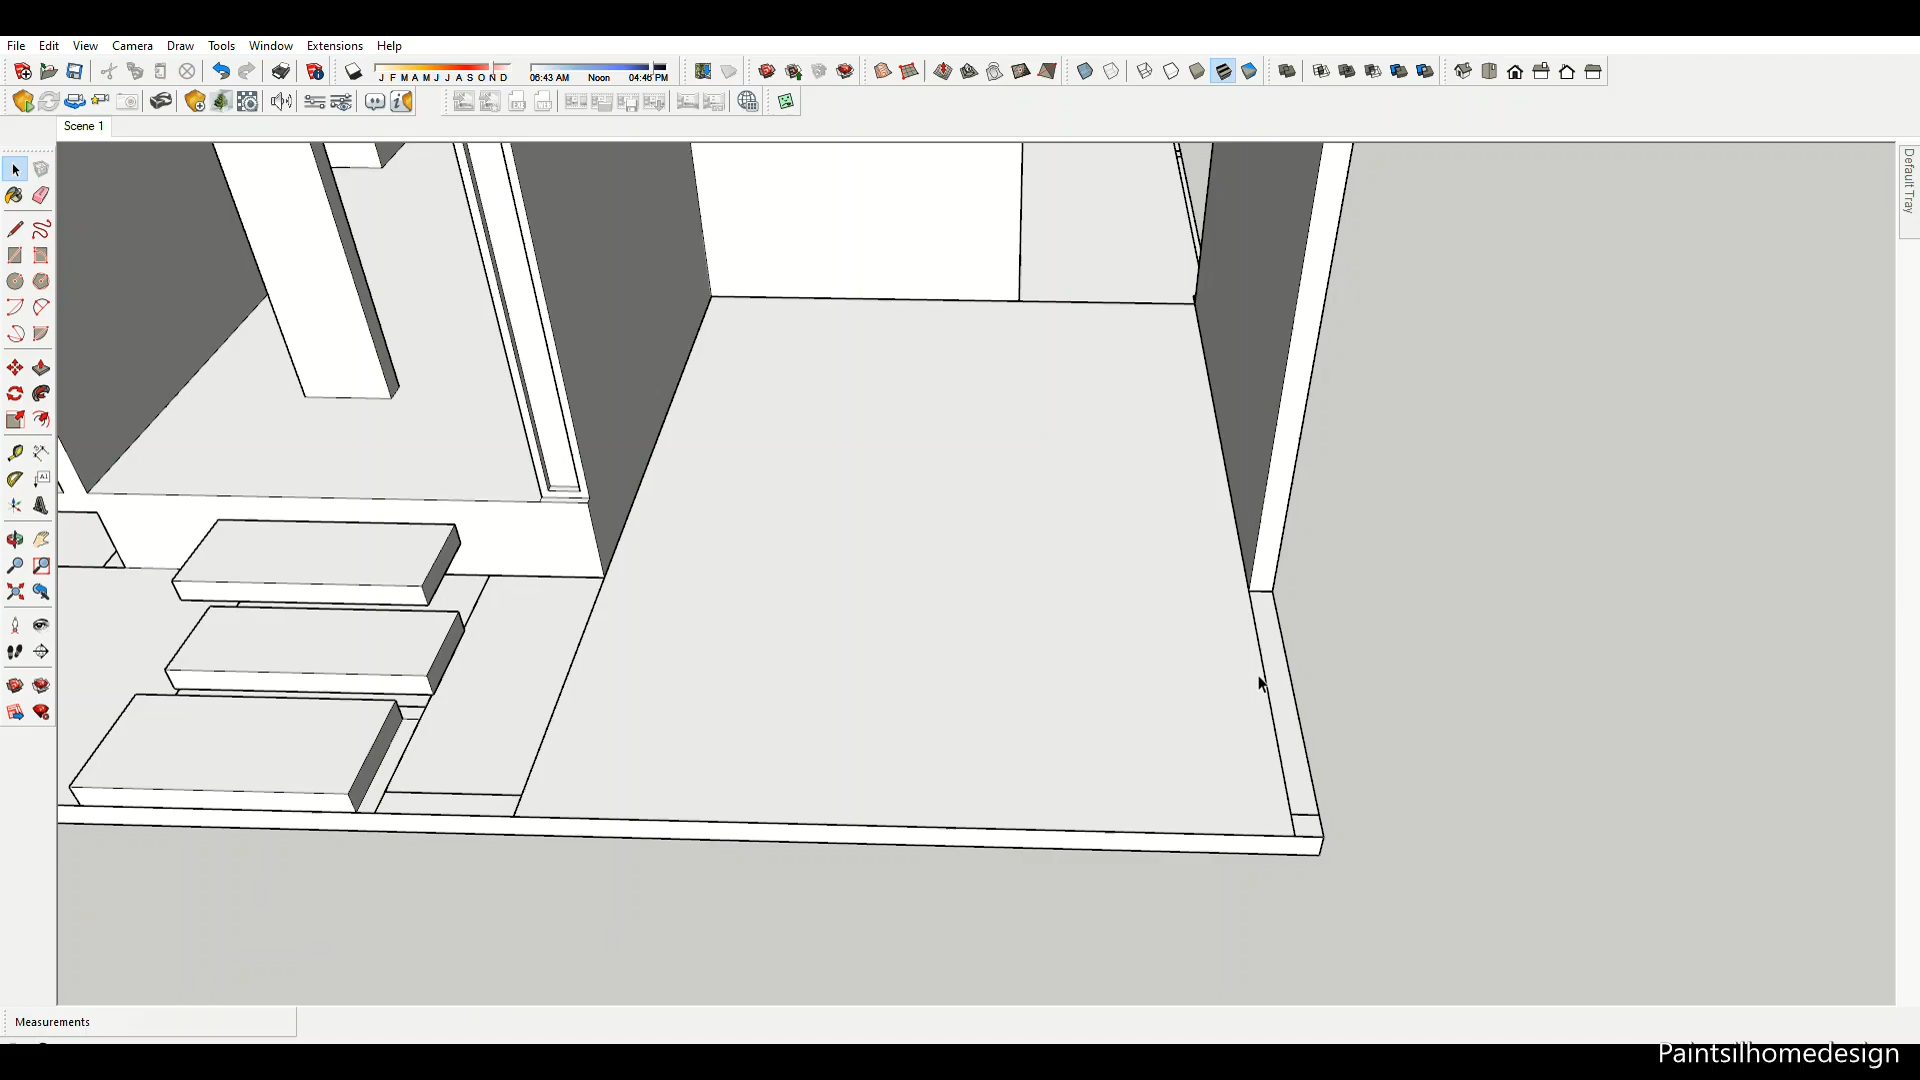 File Edit View Camera Draw Tools Window Extensions Help
J F M A M J J A S O N D
06:43 AM Noon 04:46 PM
Scene 1
Default Tray
Measurements
Paintsilhomedesign